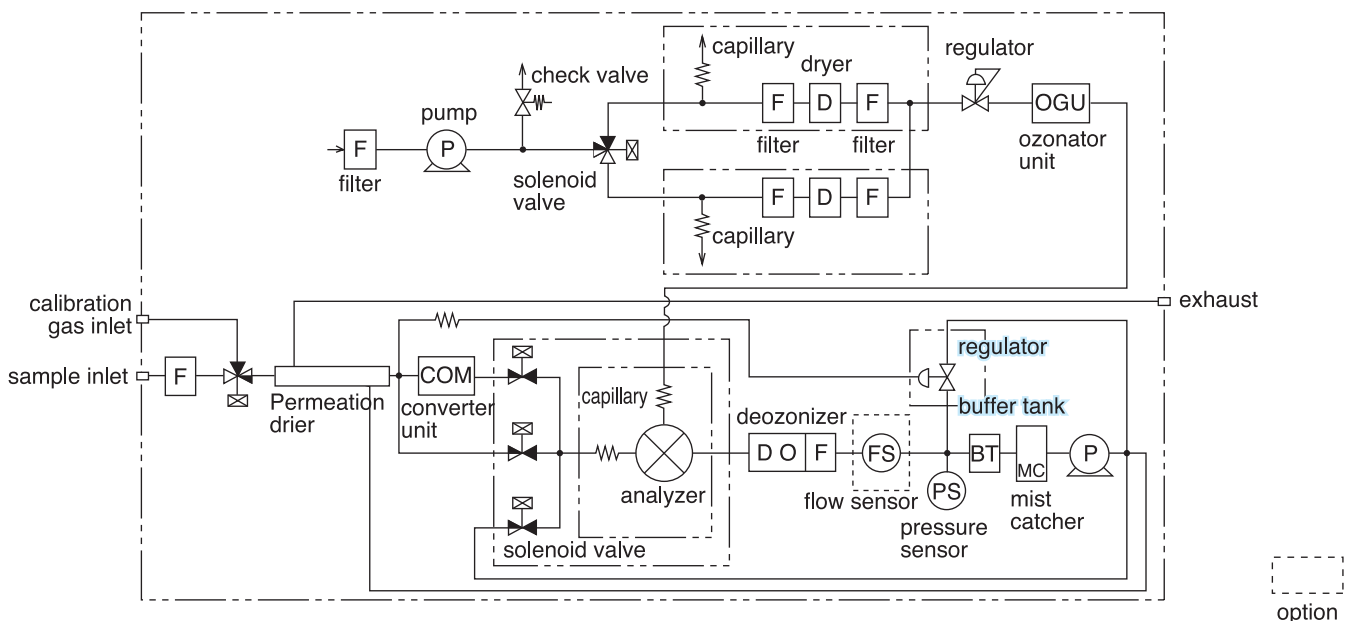 capillary
regulator
check valve
dryer
pump
F D F
OGU
F
P
filter
filter
ozonator
unit
filter
solenoid
valve
F D F
capillary
calibration
gas inlet
exhaust
regulator
sample inlet
F
COM
capillary
buffer tank
Permeation
drier
converter
unit
deozonizer
D O F
FS
BT
MC
P
analyzer
flow sensor
PS
mist
catcher
pressure
sensor
solenoid valve
option